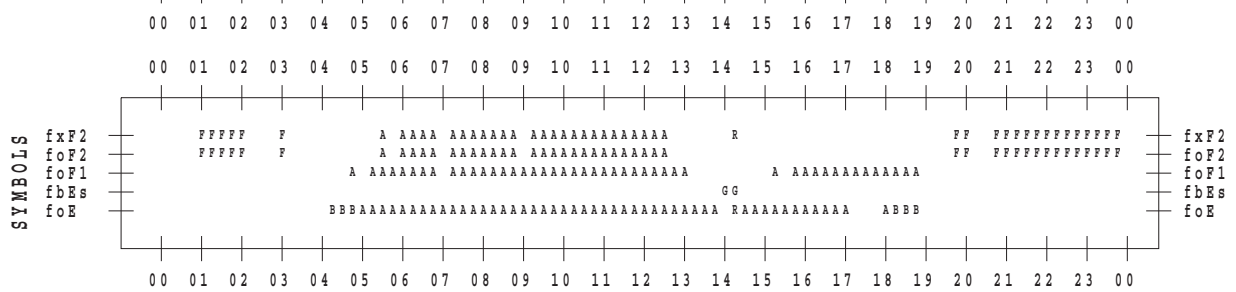 00 01 02 03 04 05 06 07 08 09 10 11 12 13 14 15 16 17 18 19 20 21 22 23 00
00 01 02 03 04 05 06 07 08 09 10 11 12 13 14 15 16 17 18 19 20 21 22 23 00
SYMBOLS
fxF2 FFFFF F A AAAA AAAAAAA AAAAAAAAAAAAAA R FF FFFFFFFFFFFFF fxF2
foF2 FFFFF F A AAAA AAAAAAA AAAAAAAAAAAAAA FF FFFFFFFFFFFFF foF2
foF1 A AAAAAAA AAAAAAAAAAAAAAAAAAAAAAAA A AAAAAAAAAAAAA foF1
fbEs GG fbEs
foE BBBAAAAAAAAAAAAAAAAAAAAAAAAAAAAAAAAAAAA RAAAAAAAAAAA ABBB foE
00 01 02 03 04 05 06 07 08 09 10 11 12 13 14 15 16 17 18 19 20 21 22 23 00